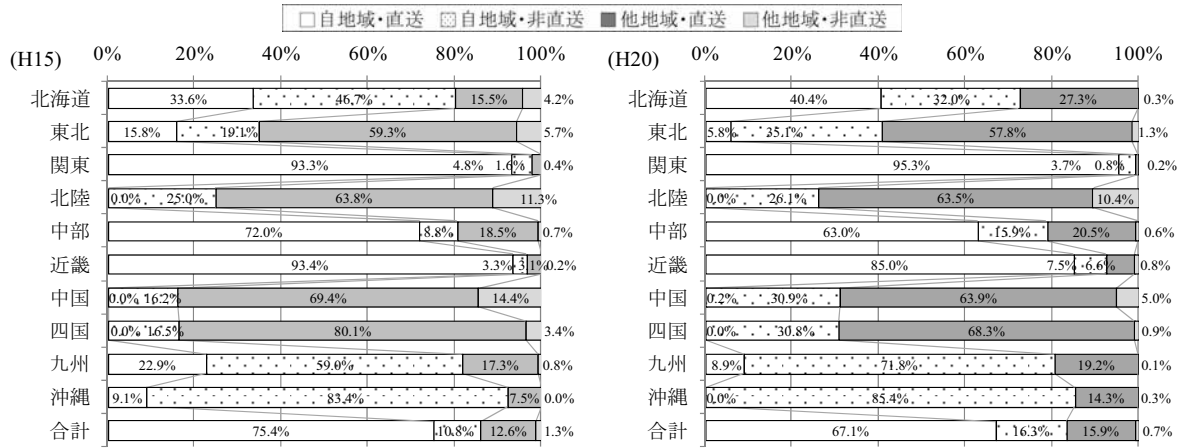 自地域・直送 自地域・非直送 他地域・直送 他地域・非直送
(H15) 0% 20% 40% 60% 80% 100%
北海道 33.6% 46.7% 15.5% 4.2%
東北 15.8% 19.1% 59.3% 5.7%
関東 93.3% 4.8% 1.6% 0.4%
北陸 0.0% 25.0% 63.8% 11.3%
中部 72.0% 8.8% 18.5% 0.7%
近畿 93.4% 3.3% 3.1% 0.2%
中国 0.0% 16.2% 69.4% 14.4%
四国 0.0% 16.5% 80.1% 3.4%
九州 22.9% 59.0% 17.3% 0.8%
沖縄 9.1% 83.4% 7.5% 0.0%
合計 75.4% 10.8% 12.6% 1.3%
(H20) 0% 20% 40% 60% 80% 100%
北海道 40.4% 32.0% 27.3% 0.3%
東北 5.8% 35.1% 57.8% 1.3%
関東 95.3% 3.7% 0.8% 0.2%
北陸 0.0% 26.1% 63.5% 10.4%
中部 63.0% 15.9% 20.5% 0.6%
近畿 85.0% 7.5% 6.6% 0.8%
中国 0.2% 30.9% 63.9% 5.0%
四国 0.0% 30.8% 68.3% 0.9%
九州 8.9% 71.8% 19.2% 0.1%
沖縄 0.0% 85.4% 14.3% 0.3%
合計 67.1% 16.3% 15.9% 0.7%